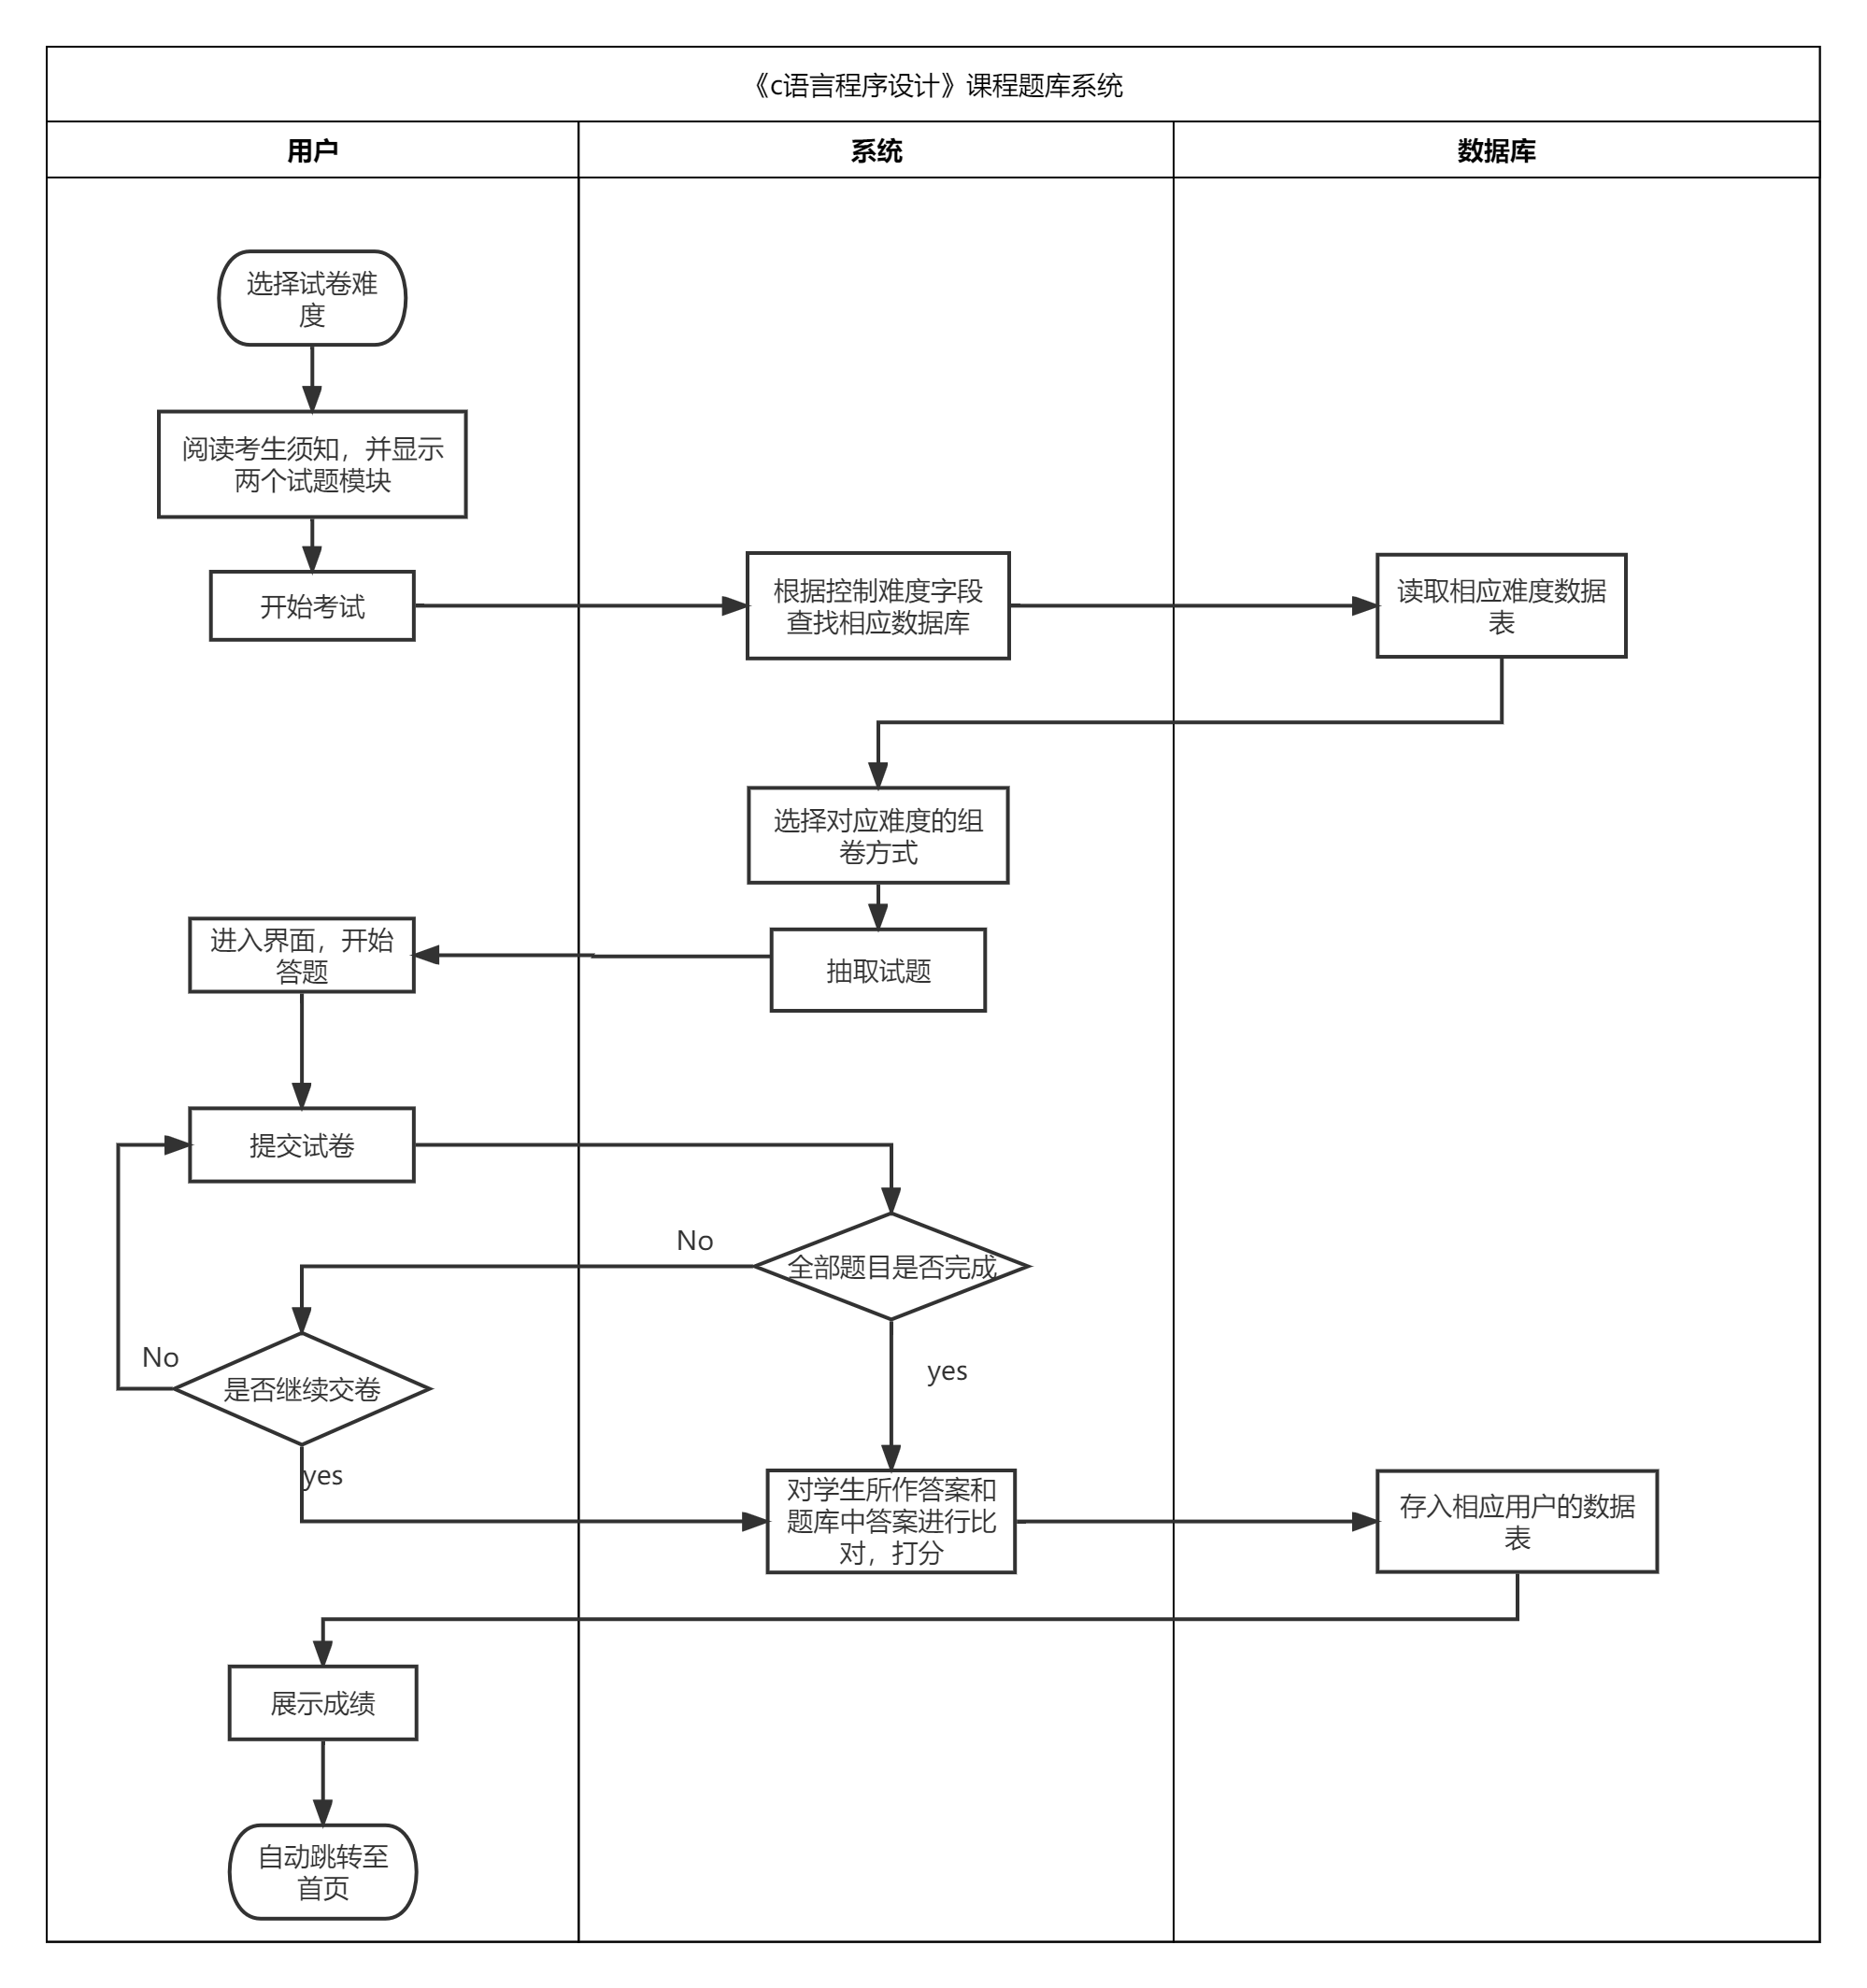 《c语言程序设计》课程题库系统
用户
系统
数据库
选择试卷难
度
阅读考生须知，并显示
两个试题模块
开始考试
根据控制难度字段
查找相应数据库
读取相应难度数据
表
选择对应难度的组
卷方式
抽取试题
进入界面，开始
答题
提交试卷
全部题目是否完成
No
是否继续交卷
No
yes
yes
对学生所作答案和
题库中答案进行比
对，打分
存入相应用户的数据
表
展示成绩
自动跳转至
首页